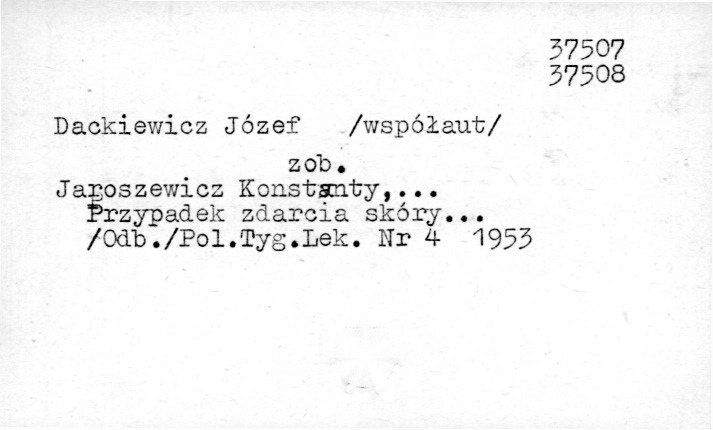 37507
37508
Dackiewicz Józef /współaut/
zob.
Jaroszewicz Konstanty,...
Przypadek zdarcia skóry...
/Odb./Pol.Tyg.Lek. Nr 4 1953